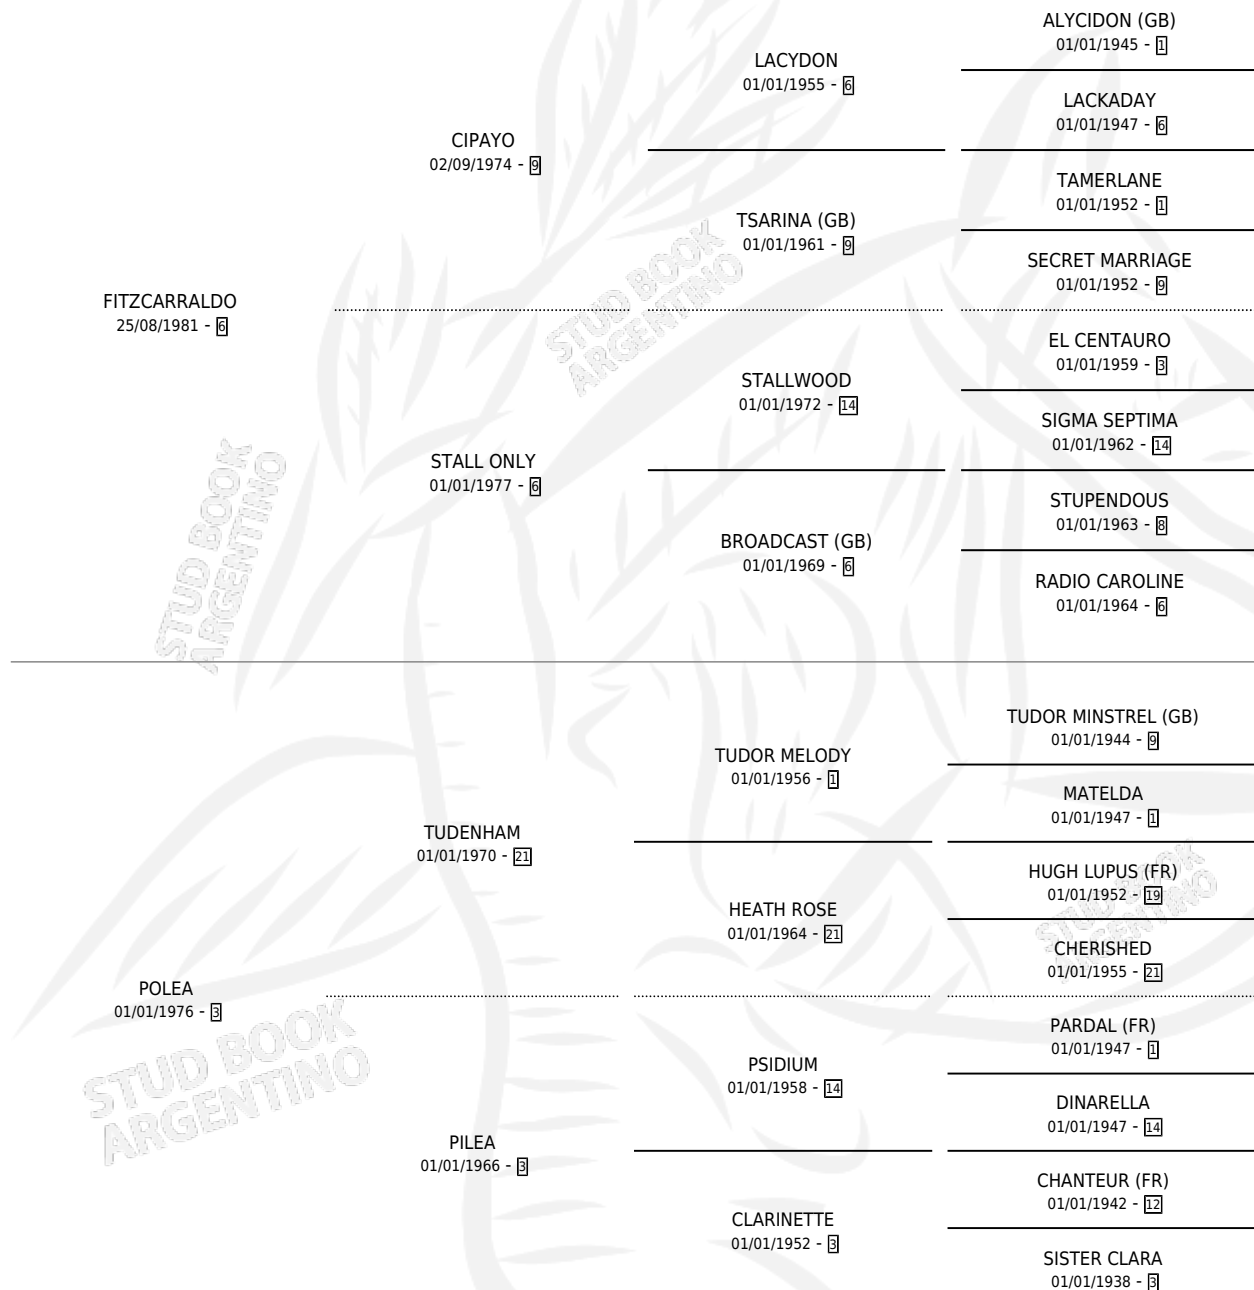 ALYCIDON (GB)
01/01/1945 - 1
LACYDON
01/01/1955 - 6
LACKADAY
01/01/1947 - 6
CIPAYO
02/09/1974 - 9
TAMERLANE
01/01/1952 - 1
TSARINA (GB)
01/01/1961 - 9
SECRET MARRIAGE
01/01/1952 - 9
FITZCARRALDO
25/08/1981 - 6
EL CENTAURO
01/01/1959 - 3
STALLWOOD
01/01/1972 - 14
SIGMA SEPTIMA
01/01/1962 - 14
STALL ONLY
01/01/1977 - 6
STUPENDOUS
01/01/1963 - 8
BROADCAST (GB)
01/01/1969 - 6
RADIO CAROLINE
01/01/1964 - 6
TUDOR MINSTREL (GB)
01/01/1944 - 9
TUDOR MELODY
01/01/1956 - 1
MATELDA
01/01/1947 - 1
TUDENHAM
01/01/1970 - 21
HUGH LUPUS (FR)
01/01/1952 - 19
HEATH ROSE
01/01/1964 - 21
CHERISHED
01/01/1955 - 21
POLEA
01/01/1976 - 3
PARDAL (FR)
01/01/1947 - 1
PSIDIUM
01/01/1958 - 14
DINARELLA
01/01/1947 - 14
PILEA
01/01/1966 - 3
CHANTEUR (FR)
01/01/1942 - 12
CLARINETTE
01/01/1952 - 3
SISTER CLARA
01/01/1938 - 3
STUD BOOK
ARGENTINO
STUD BOOK
ARGENTINO
STUD BOOK
ARGENTINO
STUD BOOK
ARGENTINO